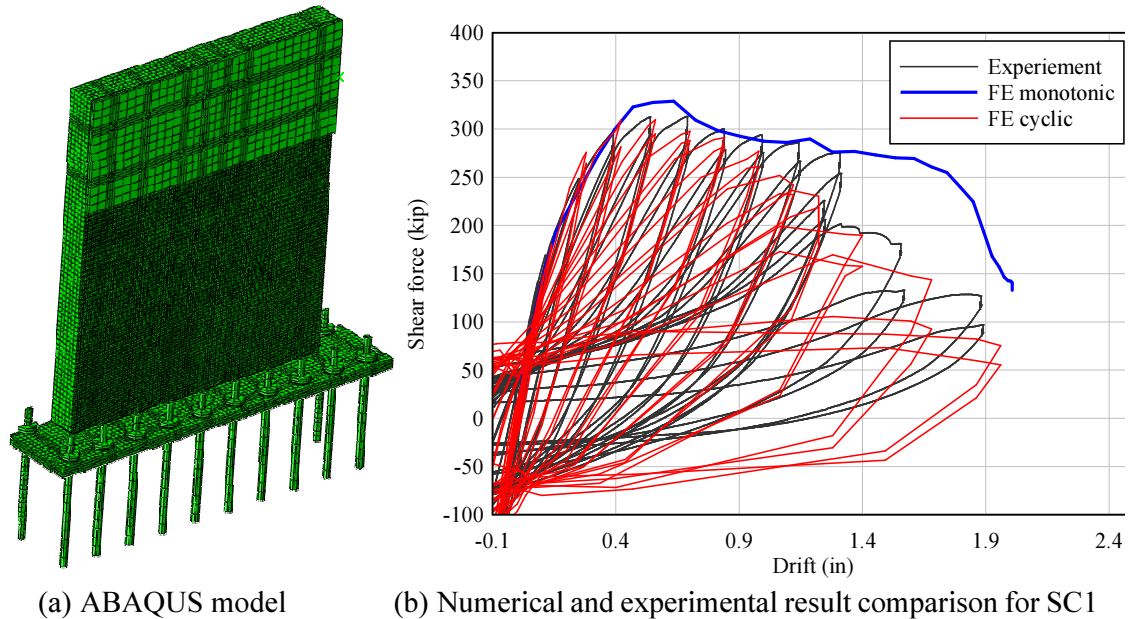 400
350
300
250
200
150
100
50
0
-50
-100
Shear force (kip)
Experiement
FE monotonic
FE cyclic
-0.1 0.4 0.9 1.4 1.9 2.4
Drift (in)
(a) ABAQUS model
(b) Numerical and experimental result comparison for SC1